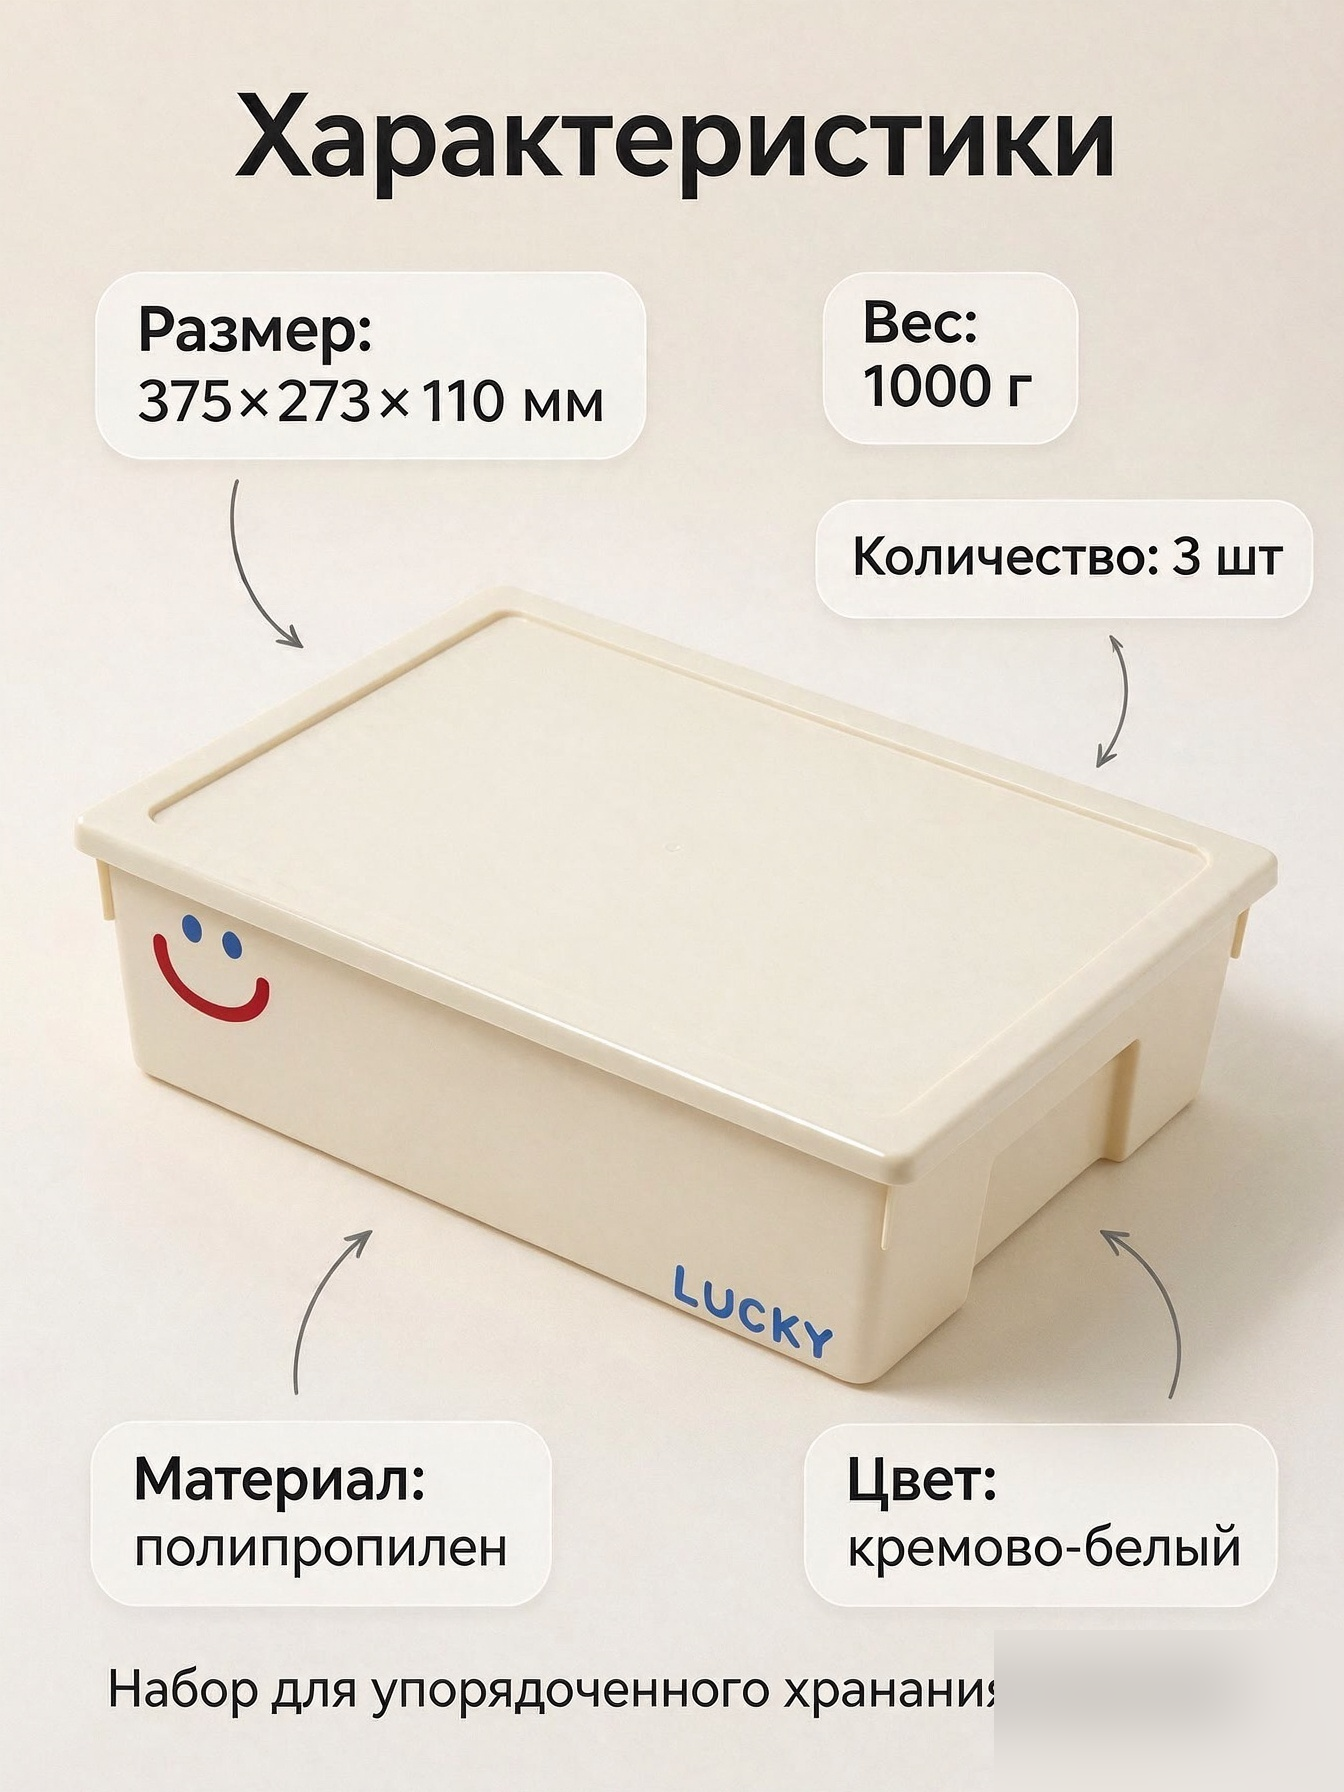 Характеристики
Размер:
375×273×110 мм
Вес:
1000 г
Количество: 3 шт
LUCKY
Материал:
полипропилен
Цвет:
кремово-белый
Набор для упорядоченного хранания